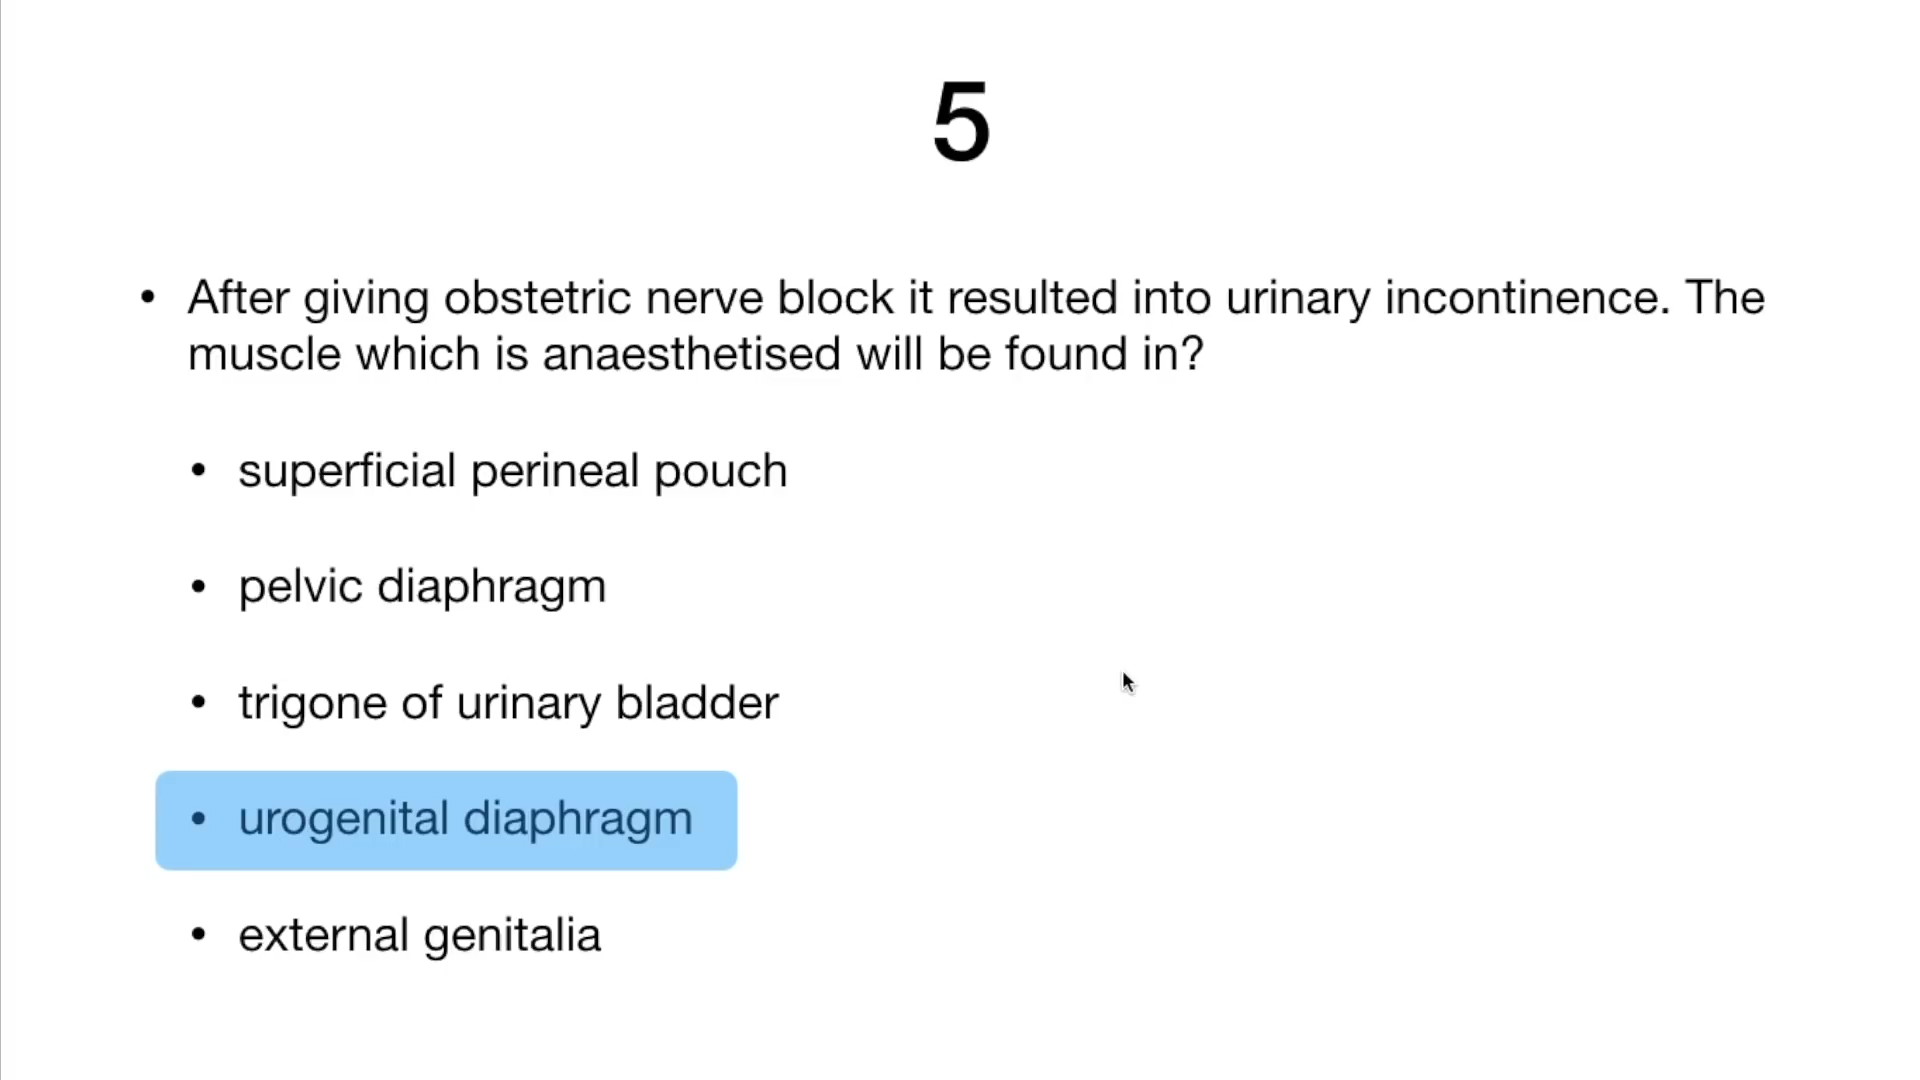 5
• After giving obstetric nerve block it resulted into urinary incontinence. The
muscle which is anaesthetised will be found in?
• superficial perineal pouch
• pelvic diaphragm
• trigone of urinary bladder
• urogenital diaphragm
• external genitalia